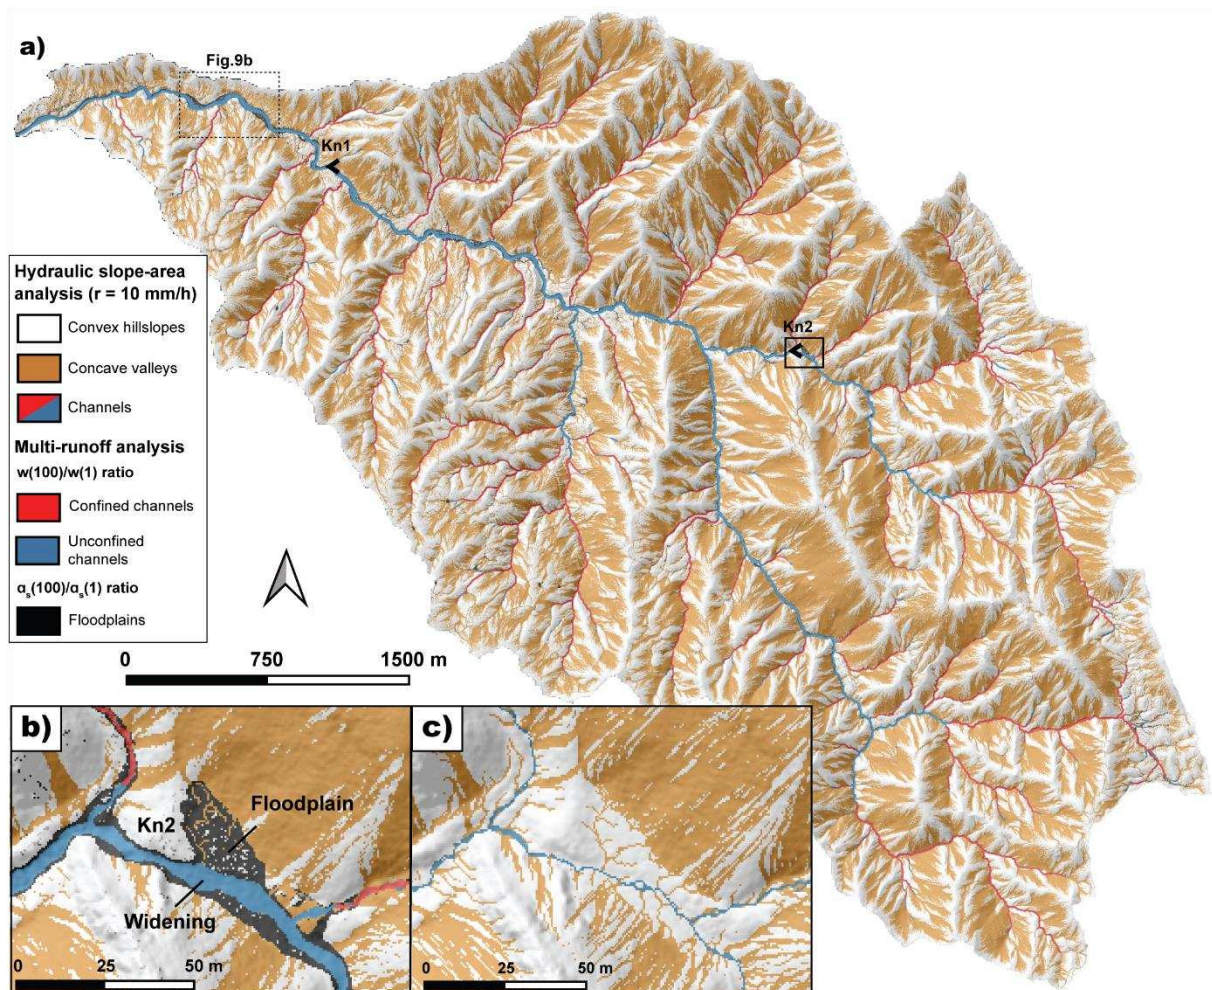 a)
Fig.9b
Kn1
Kn2
Hydraulic slope-area
analysis (r = 10 mm/h)
Convex hillslopes
Concave valleys
Channels
Multi-runoff analysis
w(100)/w(1) ratio
Confined channels
Unconfined
channels
αs(100)/αs(1) ratio
Floodplains
0 750 1500 m
b)
Floodplain
Kn2
Widening
0 25 50 m
c)
0 25 50 m